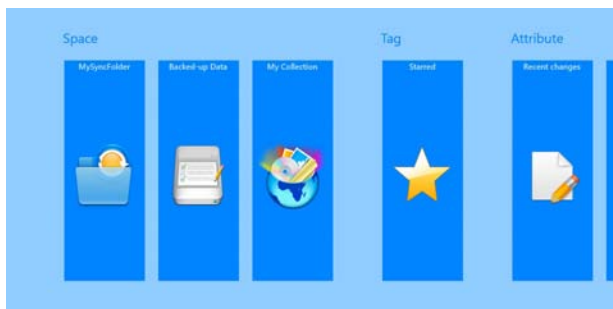 Space
Tag
Attribute
MySyncFolder
Backed-up Data
My Collection
Starred
Recent changes